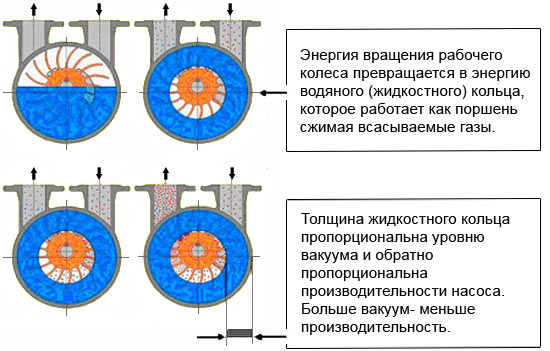 Энергия вращения рабочего
колеса превращается в энергию
водяного (жидкостного) кольца,
которое работает как поршень
сжимая всасываемые газы.
Толщина жидкостного кольца
пропорциональна уровню
вакуума и обратно
пропорциональна
производительности насоса.
Больше вакуум- меньше
производительность.